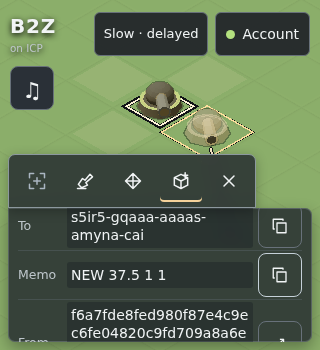 B2Z
on ICP
Slow · delayed
Account
To
s5ir5-gqaaa-aaaas-
amyna-cai
Memo
NEW 37.5 1 1
From
f6a7fde8fed980f87e4c9e
c6fe04820c9fd709a8a6e